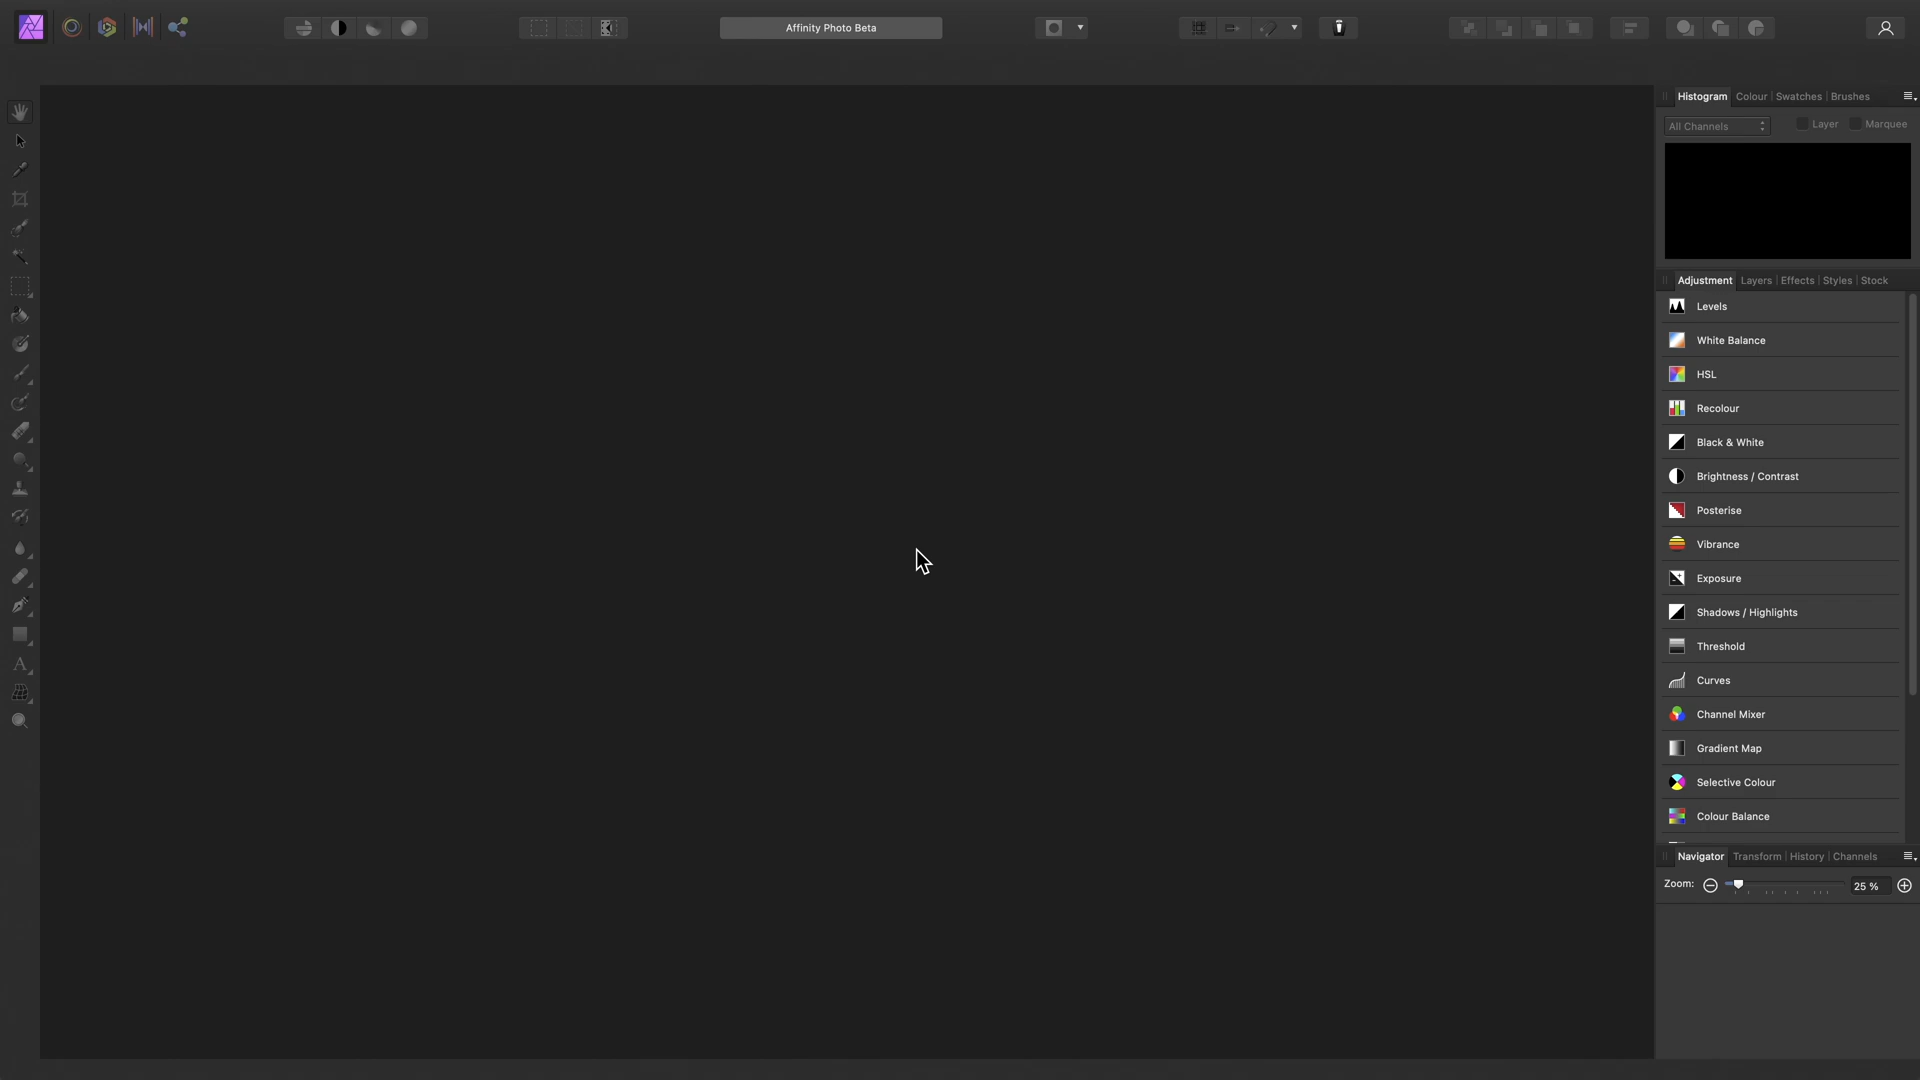 Affinity Photo Beta
Histogram Colour Swatches Brushes
All Channels Layer Marquee
Adjustment Layers Effects Styles Stock
Levels
White Balance
HSL
Recolour
Black & White
Brightness / Contrast
Posterise
Vibrance
Exposure
Shadows / Highlights
Threshold
Curves
Channel Mixer
Gradient Map
Selective Colour
Colour Balance
Navigator Transform History Channels
Zoom: 25 %